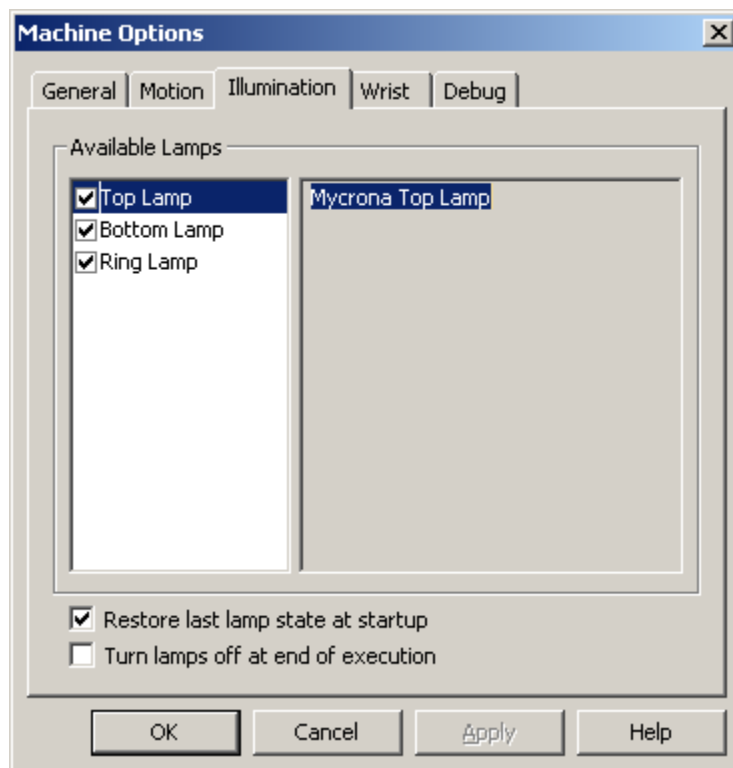 Machine Options
General Motion Illumination Wrist Debug
Available Lamps
Top Lamp
Mycrona Top Lamp
Bottom Lamp
Ring Lamp
Restore last lamp state at startup
Turn lamps off at end of execution
OK Cancel Apply Help